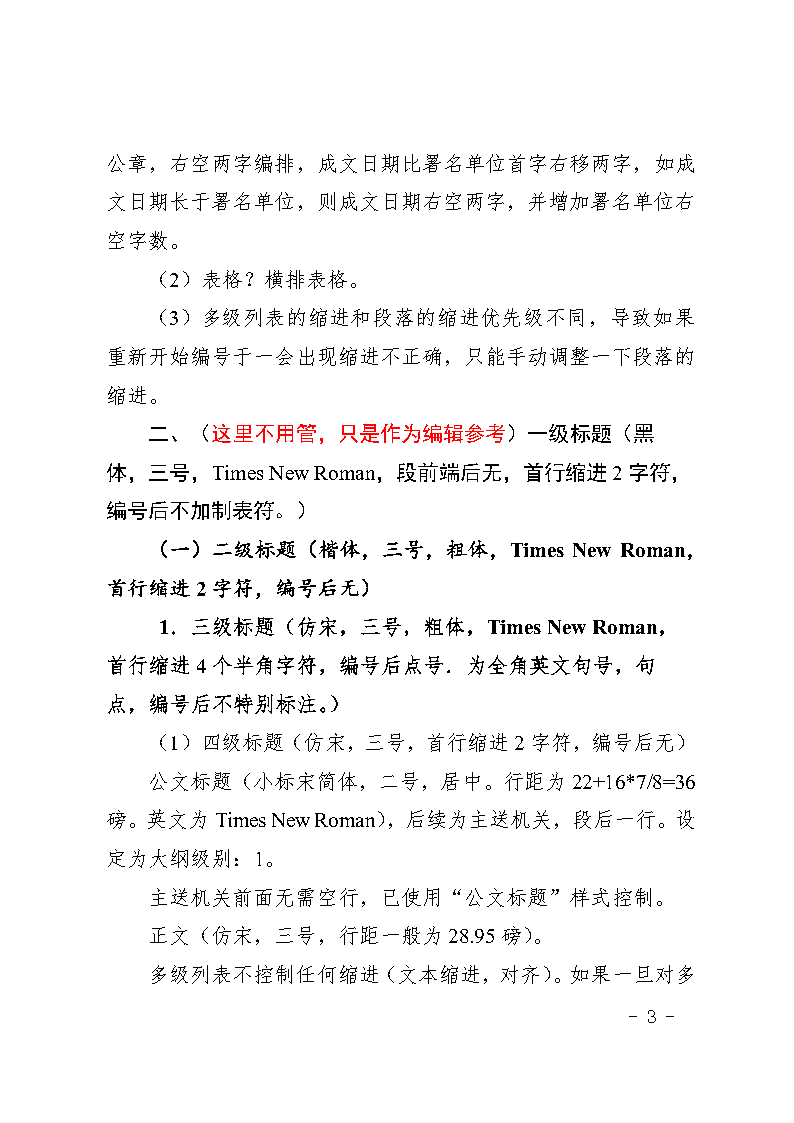 公章，右空两字编排，成文日期比署名单位首字右移两字，如成
文日期长于署名单位，则成文日期右空两字，并增加署名单位右
空字数。
（2）表格？横排表格。
（3）多级列表的缩进和段落的缩进优先级不同，导致如果
重新开始编号于一会出现缩进不正确，只能手动调整一下段落的
缩进。
二、（这里不用管，只是作为编辑参考）一级标题（黑
体，三号，Times New Roman，段前端后无，首行缩进 2 字符，
编号后不加制表符。）
（一）二级标题（楷体，三号，粗体，Times New Roman，
首行缩进 2 字符，编号后无）
1．三级标题（仿宋，三号，粗体，Times New Roman，
首行缩进 4 个半角字符，编号后点号．为全角英文句号，句
点，编号后不特别标注。）
（1）四级标题（仿宋，三号，首行缩进 2 字符，编号后无）
公文标题（小标宋简体，二号，居中。行距为 22+16*7/8=36
磅。英文为 Times New Roman），后续为主送机关，段后一行。设
定为大纲级别：1。
主送机关前面无需空行，已使用“公文标题”样式控制。
正文（仿宋，三号，行距一般为 28.95 磅）。
多级列表不控制任何缩进（文本缩进，对齐）。如果一旦对多
- 3 -